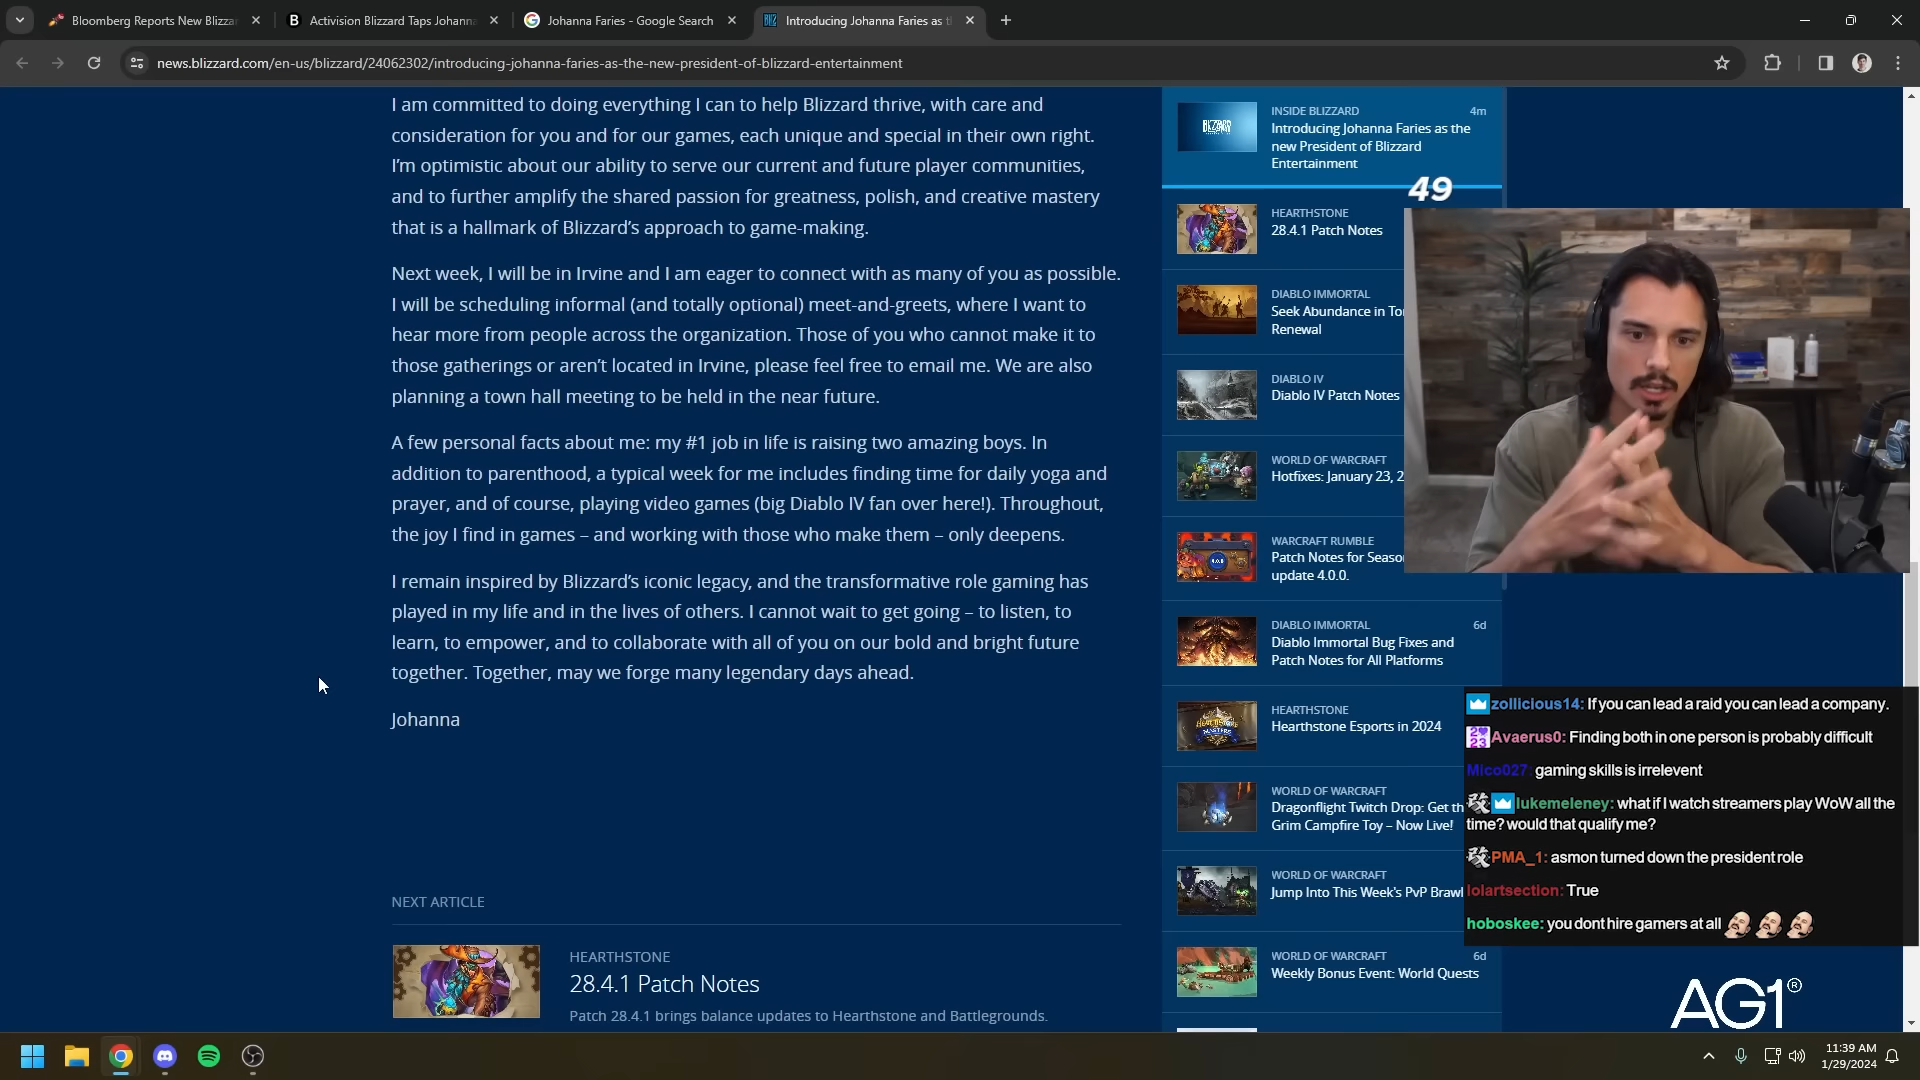 Bloomberg Reports New Blizza
Activision Blizzard Taps Johann
Johanna Faries - Google Search
Introducing Johanna Faries as t
news.blizzard.com/en-us/blizzard/24062302/introducing-johanna-faries-as-the-new-president-of-blizzard-entertainment
I am committed to doing everything I can to help Blizzard thrive, with care and
consideration for you and for our games, each unique and special in their own right.
I’m optimistic about our ability to serve our current and future player communities,
and to further amplify the shared passion for greatness, polish, and creative mastery
that is a hallmark of Blizzard’s approach to game-making.
Next week, I will be in Irvine and I am eager to connect with as many of you as possible.
I will be scheduling informal (and totally optional) meet-and-greets, where I want to
hear more from people across the organization. Those of you who cannot make it to
those gatherings or aren’t located in Irvine, please feel free to email me. We are also
planning a town hall meeting to be held in the near future.
A few personal facts about me: my #1 job in life is raising two amazing boys. In
addition to parenthood, a typical week for me includes finding time for daily yoga and
prayer, and of course, playing video games (big Diablo IV fan over here!). Throughout,
the joy I find in games – and working with those who make them – only deepens.
I remain inspired by Blizzard’s iconic legacy, and the transformative role gaming has
played in my life and in the lives of others. I cannot wait to get going – to listen, to
learn, to empower, and to collaborate with all of you on our bold and bright future
together. Together, may we forge many legendary days ahead.
Johanna
NEXT ARTICLE
HEARTHSTONE
28.4.1 Patch Notes
Patch 28.4.1 brings balance updates to Hearthstone and Battlegrounds.
BLIZZARD
INSIDE BLIZZARD 4m
Introducing Johanna Faries as the
new President of Blizzard
Entertainment
49
HEARTHSTONE
28.4.1 Patch Notes
DIABLO IMMORTAL
Seek Abundance in To
Renewal
DIABLO IV
Diablo IV Patch Notes
WORLD OF WARCRAFT
Hotfixes: January 23, 2
WARCRAFT RUMBLE
Patch Notes for Seaso
update 4.0.0.
DIABLO IMMORTAL 6d
Diablo Immortal Bug Fixes and
Patch Notes for All Platforms
HEARTHSTONE
Hearthstone Esports in 2024
WORLD OF WARCRAFT
Dragonflight Twitch Drop: Get th
Grim Campfire Toy – Now Live!
WORLD OF WARCRAFT
Jump Into This Week's PvP Brawl
WORLD OF WARCRAFT 6d
Weekly Bonus Event: World Quests
zollicious14: If you can lead a raid you can lead a company.
Avaerus0: Finding both in one person is probably difficult
Mico027: gaming skills is irrelevent
lukemeleney: what if I watch streamers play WoW all the
time? would that qualify me?
PMA_1: asmon turned down the president role
lolartsection: True
hoboskee: you dont hire gamers at all
AG1®
11:39 AM
1/29/2024